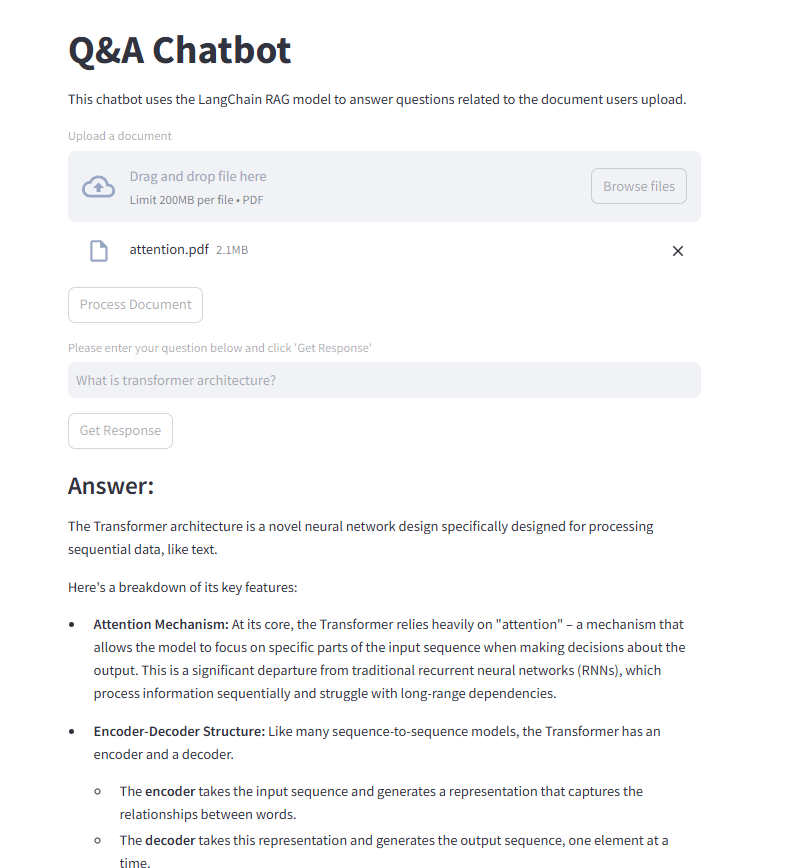 Q&A Chatbot
This chatbot uses the LangChain RAG model to answer questions related to the document users upload.
Upload a document
Drag and drop file here
Limit 200MB per file • PDF
Browse files
attention.pdf 2.1MB
Process Document
Please enter your question below and click 'Get Response'
What is transformer architecture?
Get Response
Answer:
The Transformer architecture is a novel neural network design specifically designed for processing
sequential data, like text.
Here's a breakdown of its key features:
• Attention Mechanism: At its core, the Transformer relies heavily on "attention" – a mechanism that
allows the model to focus on specific parts of the input sequence when making decisions about the
output. This is a significant departure from traditional recurrent neural networks (RNNs), which
process information sequentially and struggle with long-range dependencies.
• Encoder-Decoder Structure: Like many sequence-to-sequence models, the Transformer has an
encoder and a decoder.
◦ The encoder takes the input sequence and generates a representation that captures the
relationships between words.
◦ The decoder takes this representation and generates the output sequence, one element at a
time.